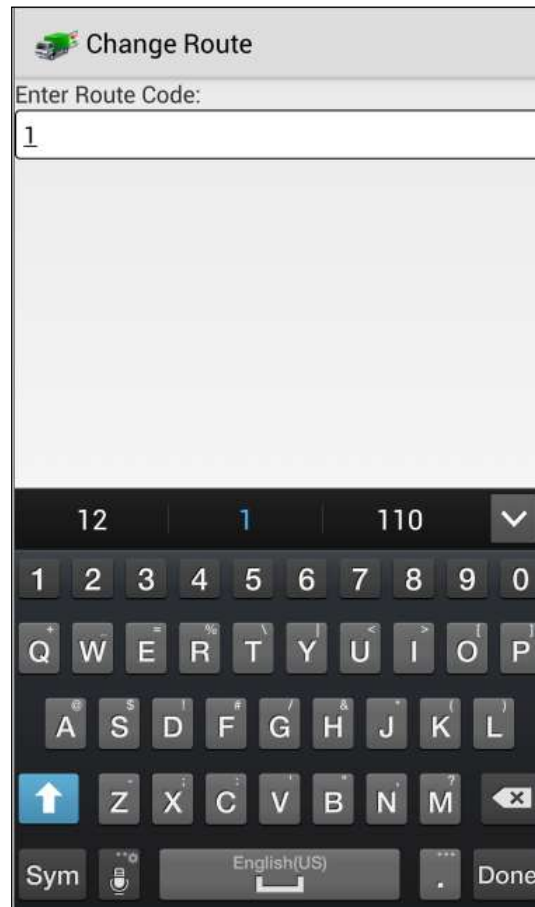 Change Route
Enter Route Code:
1
12 1 110
1 2 3 4 5 6 7 8 9 0
+ _ = % \ | < > [ ]
Q W E R T Y U I O P
@ $ ! # / & * ( )
A S D F G H J K L
- ; : ' " , ?
Z X C V B N M
English(US)
Sym . Done